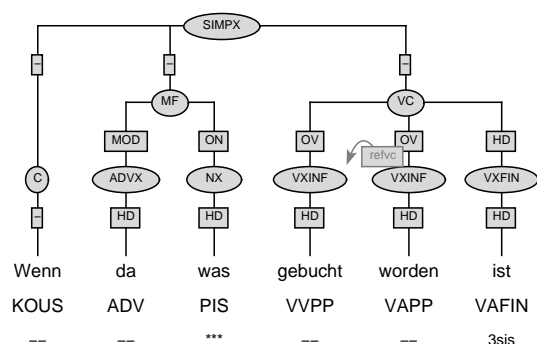 SIMPX
– – –
MF VC
MOD ON OV OV HD
refvc
C ADVX NX VXINF VXINF VXFIN
– HD HD HD HD HD
Wenn da was gebucht worden ist
KOUS ADV PIS VVPP VAPP VAFIN
–– –– *** –– –– 3sis